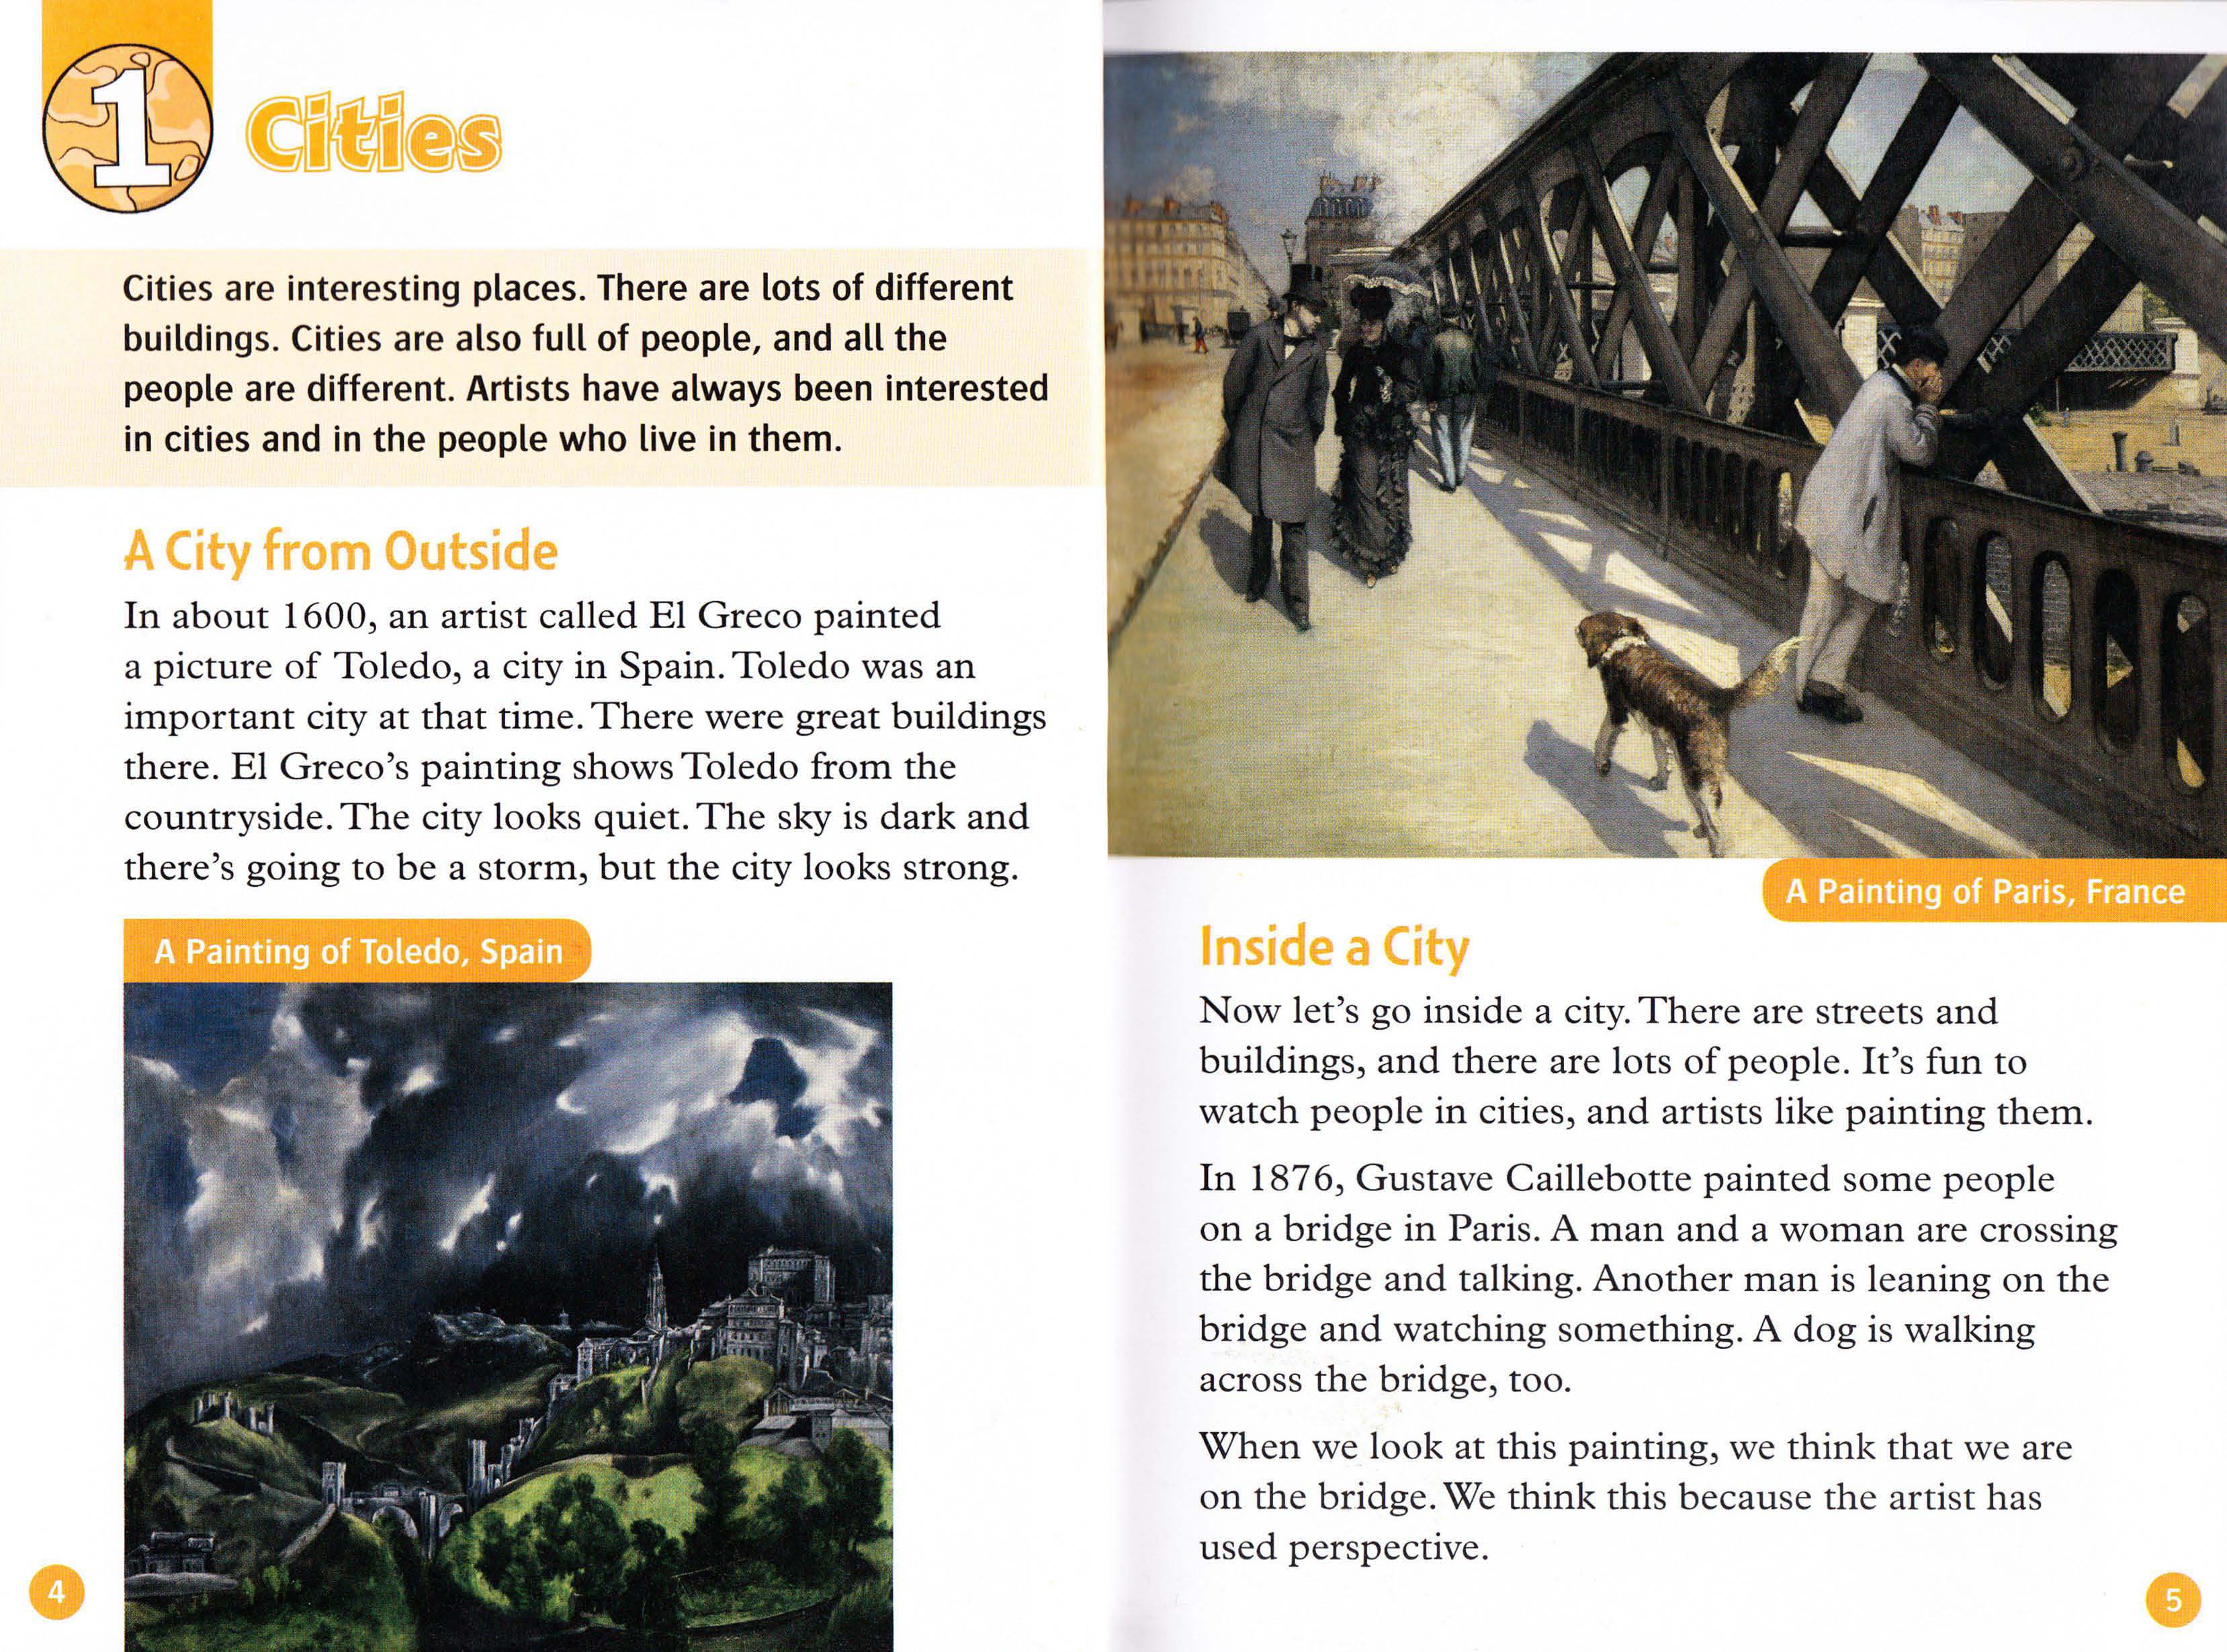 1
Cities
Cities are interesting places. There are lots of different
buildings. Cities are also full of people, and all the
people are different. Artists have always been interested
in cities and in the people who live in them.
A City from Outside
In about 1600, an artist called El Greco painted
a picture of Toledo, a city in Spain. Toledo was an
important city at that time. There were great buildings
there. El Greco's painting shows Toledo from the
countryside. The city looks quiet. The sky is dark and
there's going to be a storm, but the city looks strong.
A Painting of Toledo, Spain
4
A Painting of Paris, France
Inside a City
Now let's go inside a city. There are streets and
buildings, and there are lots of people. It's fun to
watch people in cities, and artists like painting them.
In 1876, Gustave Caillebotte painted some people
on a bridge in Paris. A man and a woman are crossing
the bridge and talking. Another man is leaning on the
bridge and watching something. A dog is walking
across the bridge, too.
When we look at this painting, we think that we are
on the bridge. We think this because the artist has
used perspective.
5